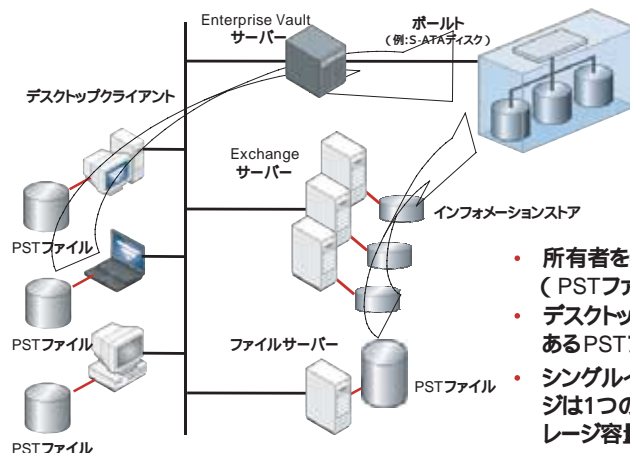 Enterprise Vault
サーバー
ボールト
(例:S-ATAディスク)
デスクトップクライアント
Exchange
サーバー
インフォメーションストア
PSTファイル
PSTファイル
ファイルサーバー
PSTファイル
PSTファイル
・ 所有者を
(PSTファ
・ デスクトッ
あるPST
・ シングルイ
ジは1つの
レージ容量